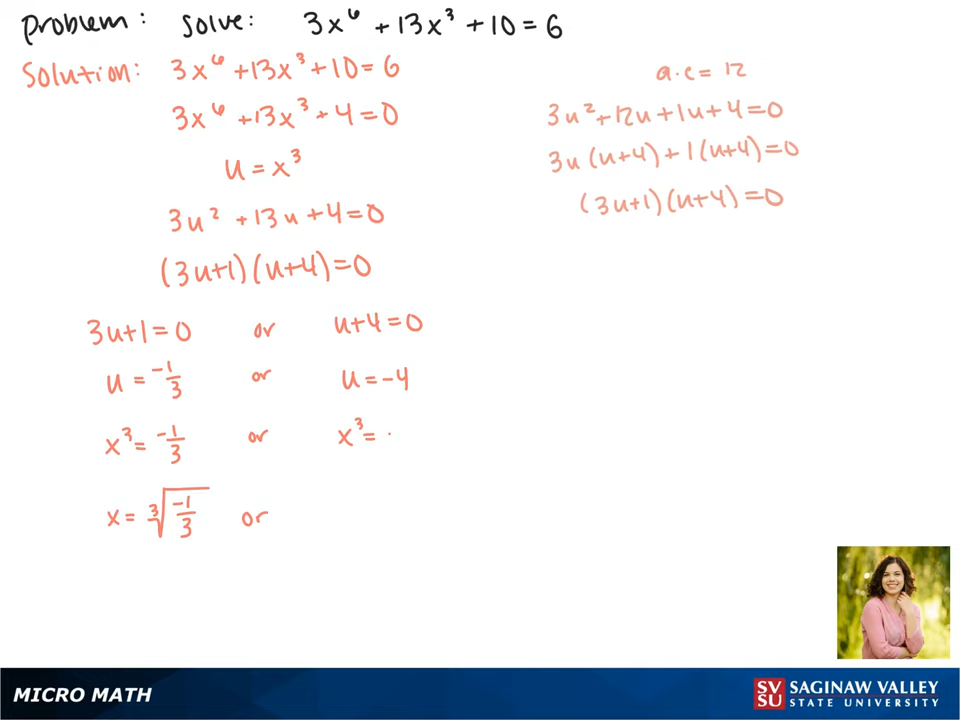 problem: solve: 3x⁶ + 13x³ + 10 = 6
Solution: 3x⁶ + 13x³ + 10 = 6
3x⁶ + 13x³ + 4 = 0
u = x³
3u² + 13u + 4 = 0
(3u+1)(u+4) = 0
3u+1 = 0 or u+4 = 0
u = -1/3 or u = -4
x³ = -1/3 or x³ =
x = ∛(-1/3) or
a·c = 12
3u² + 12u + 1u + 4 = 0
3u(u+4) + 1(u+4) = 0
(3u+1)(u+4) = 0
MICRO MATH
SV
SU
SAGINAW VALLEY
STATE UNIVERSITY